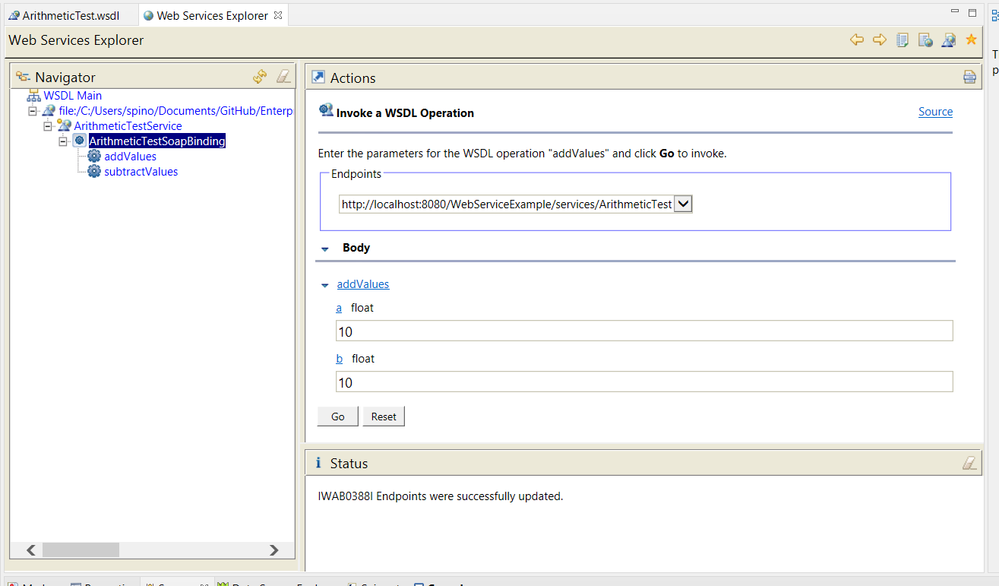 ArithmeticTest.wsdl
Web Services Explorer
Web Services Explorer
T
p
Navigator
WSDL Main
file:/C:/Users/spino/Documents/GitHub/Enterp
ArithmeticTestService
ArithmeticTestSoapBinding
addValues
subtractValues
Actions
Invoke a WSDL Operation
Source
Enter the parameters for the WSDL operation "addValues" and click Go to invoke.
Endpoints
http://localhost:8080/WebServiceExample/services/ArithmeticTest
Body
addValues
a float
10
b float
10
Go Reset
i Status
IWAB0388I Endpoints were successfully updated.